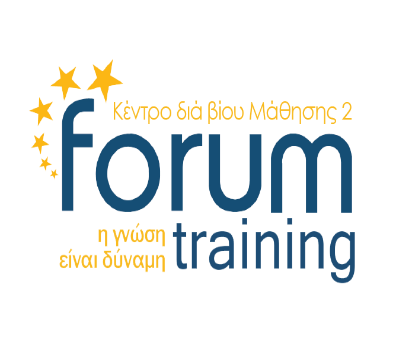 Κέντρο διά βίου Μάθησης 2
forum
η γνώση
είναι δύναμη
training